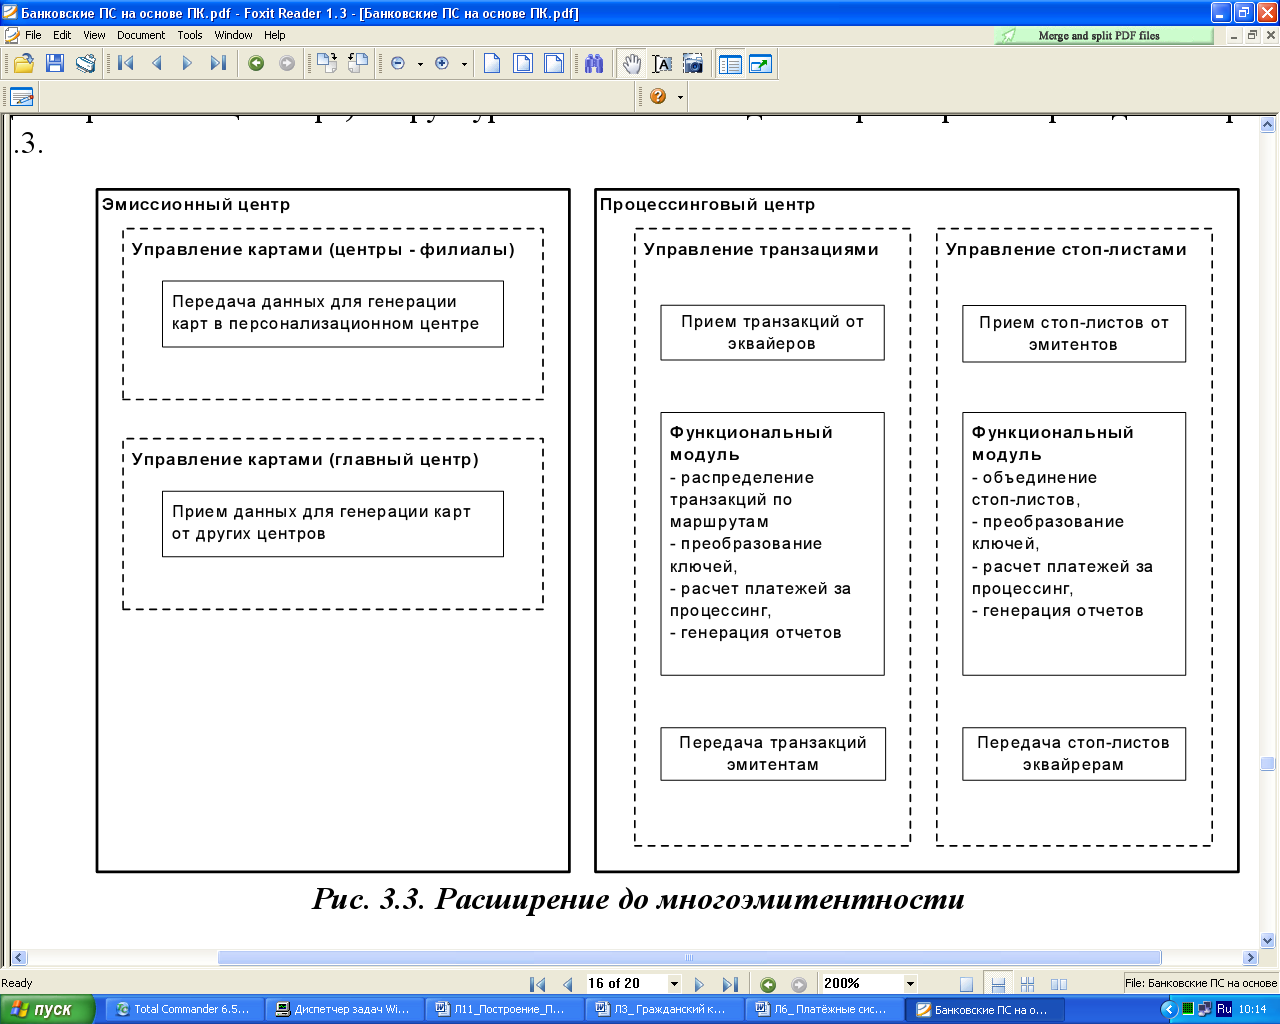 Банковские ПС на основе ПК.pdf - Foxit Reader 1.3 - [Банковские ПС на основе ПК.pdf]
File Edit View Document Tools Window Help
Merge and split PDF files
.3.
Эмиссионный центр
Управление картами (центры - филиалы)
Передача данных для генерации
карт в персонализационном центре
Управление картами (главный центр)
Прием данных для генерации карт
от других центров
Процессинговый центр
Управление транзациями
Прием транзакций от
эквайеров
Функциональный
модуль
- распределение
транзакций по
маршрутам
- преобразование
ключей,
- расчет платежей за
процессинг,
- генерация отчетов
Передача транзакций
эмитентам
Управление стоп-листами
Прием стоп-листов от
эмитентов
Функциональный
модуль
- объединение
стоп-листов,
- преобразование
ключей,
- расчет платежей за
процессинг,
- генерация отчетов
Передача стоп-листов
эквайрерам
Рис. 3.3. Расширение до многоэмитентности
Ready
16 of 20
200%
File: Банковские ПС на основе
пуск
Total Commander 6.5...
Диспетчер задач Wi...
Л11_Построение_П...
Л3_ Гражданский к...
Л6_ Платёжные сис...
Банковские ПС на о...
Ru
10:14